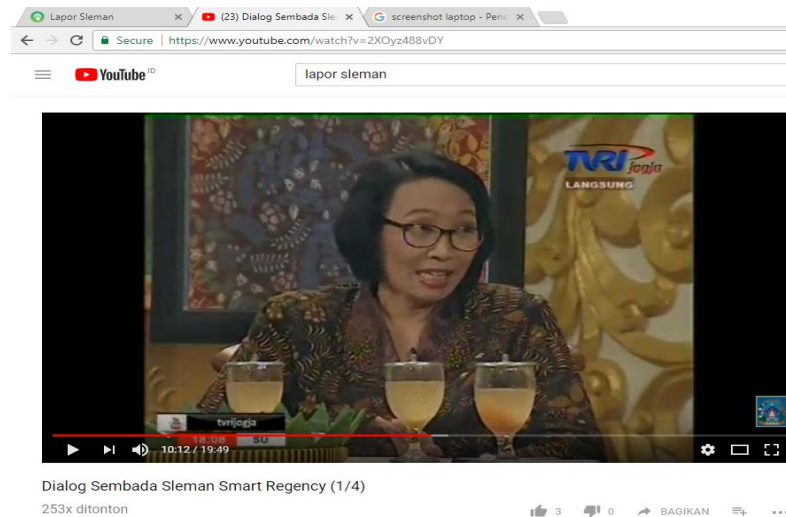 Lapor Sleman
(23) Dialog Sembada Sle
screenshot laptop - Pene
Secure | https://www.youtube.com/watch?v=2XOyz488vDY
YouTube ID
lapor sleman
TVRI jogja
LANGSUNG
tvrijogja
18:08 SU
10:12 / 19:49
Dialog Sembada Sleman Smart Regency (1/4)
253x ditonton
3 0 BAGIKAN